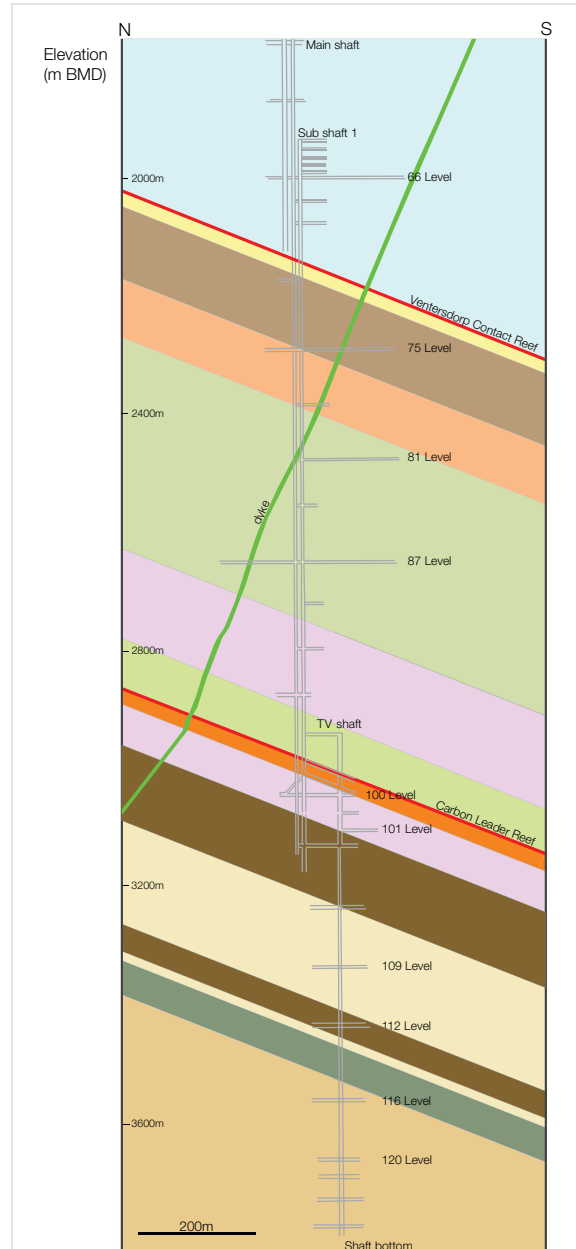 N
S
Elevation
(m BMD)
Main shaft
Sub shaft 1
66 Level
2000m
Ventersdorp Contact Reef
75 Level
2400m
81 Level
dyke
87 Level
2800m
TV shaft
100 Level
Carbon Leader Reef
101 Level
3200m
109 Level
112 Level
116 Level
3600m
120 Level
200m
Shaft bottom